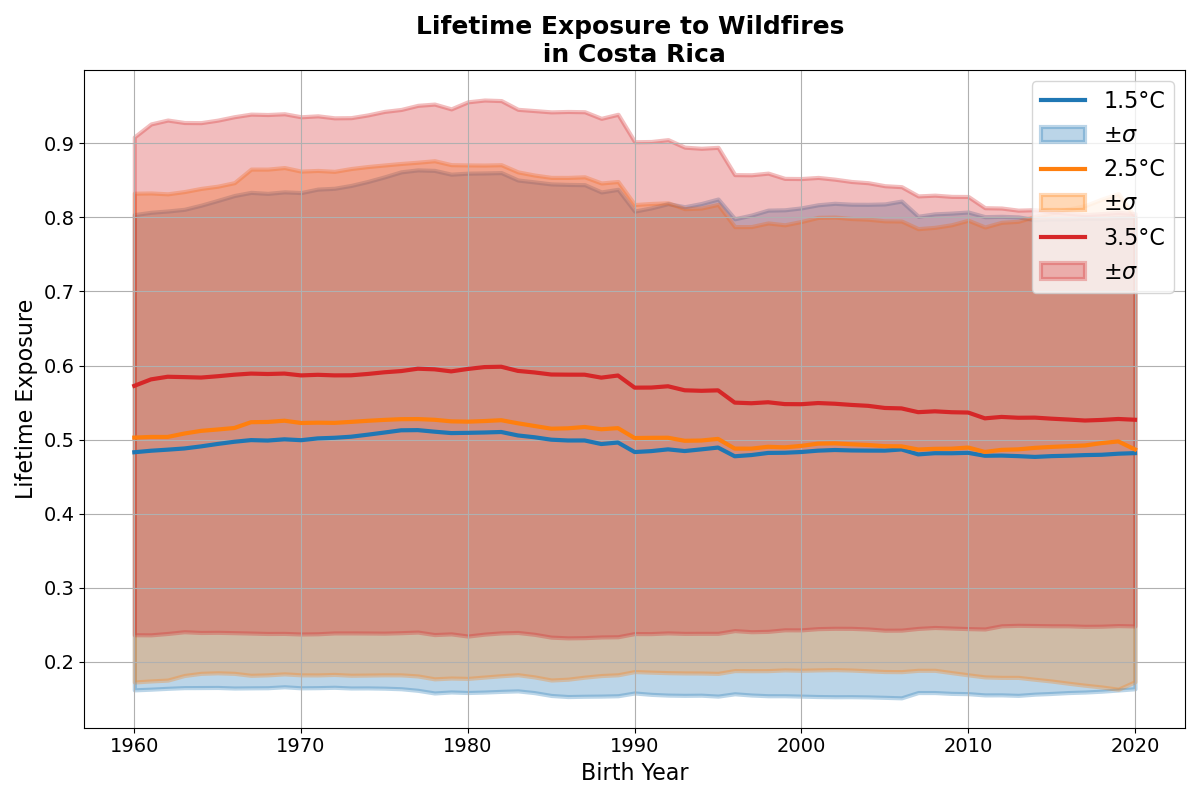 Lifetime Exposure to Wildfires
in Costa Rica
Lifetime Exposure
0.9
0.8
0.7
0.6
0.5
0.4
0.3
0.2
1.5°C
±σ
2.5°C
±σ
3.5°C
±σ
1960 1970 1980 1990 2000 2010 2020
Birth Year